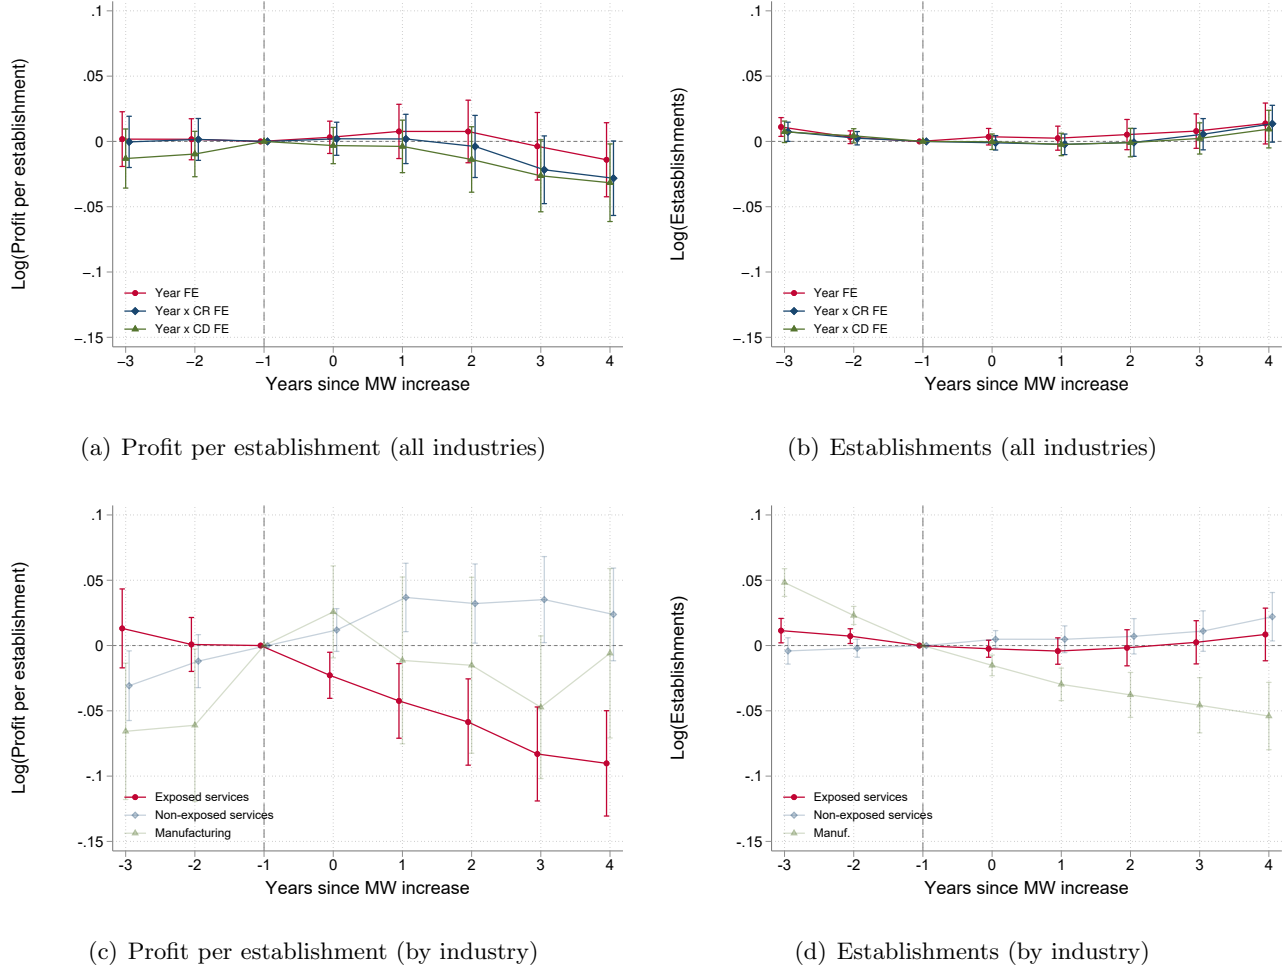 Log(Profit per establishment)
.1
.05
0
−.05
−.1
−.15
Year FE
Year x CR FE
Year x CD FE
−3 −2 −1 0 1 2 3 4
Years since MW increase
(a) Profit per establishment (all industries)
Log(Estasblishments)
.1
.05
0
−.05
−.1
−.15
Year FE
Year x CR FE
Year x CD FE
−3 −2 −1 0 1 2 3 4
Years since MW increase
(b) Establishments (all industries)
Log(Profit per establishment)
.1
.05
0
-.05
-.1
-.15
Exposed services
Non-exposed services
Manufacturing
-3 -2 -1 0 1 2 3 4
Years since MW increase
(c) Profit per establishment (by industry)
Log(Establishments)
.1
.05
0
-.05
-.1
-.15
Exposed services
Non-exposed services
Manuf.
-3 -2 -1 0 1 2 3 4
Years since MW increase
(d) Establishments (by industry)